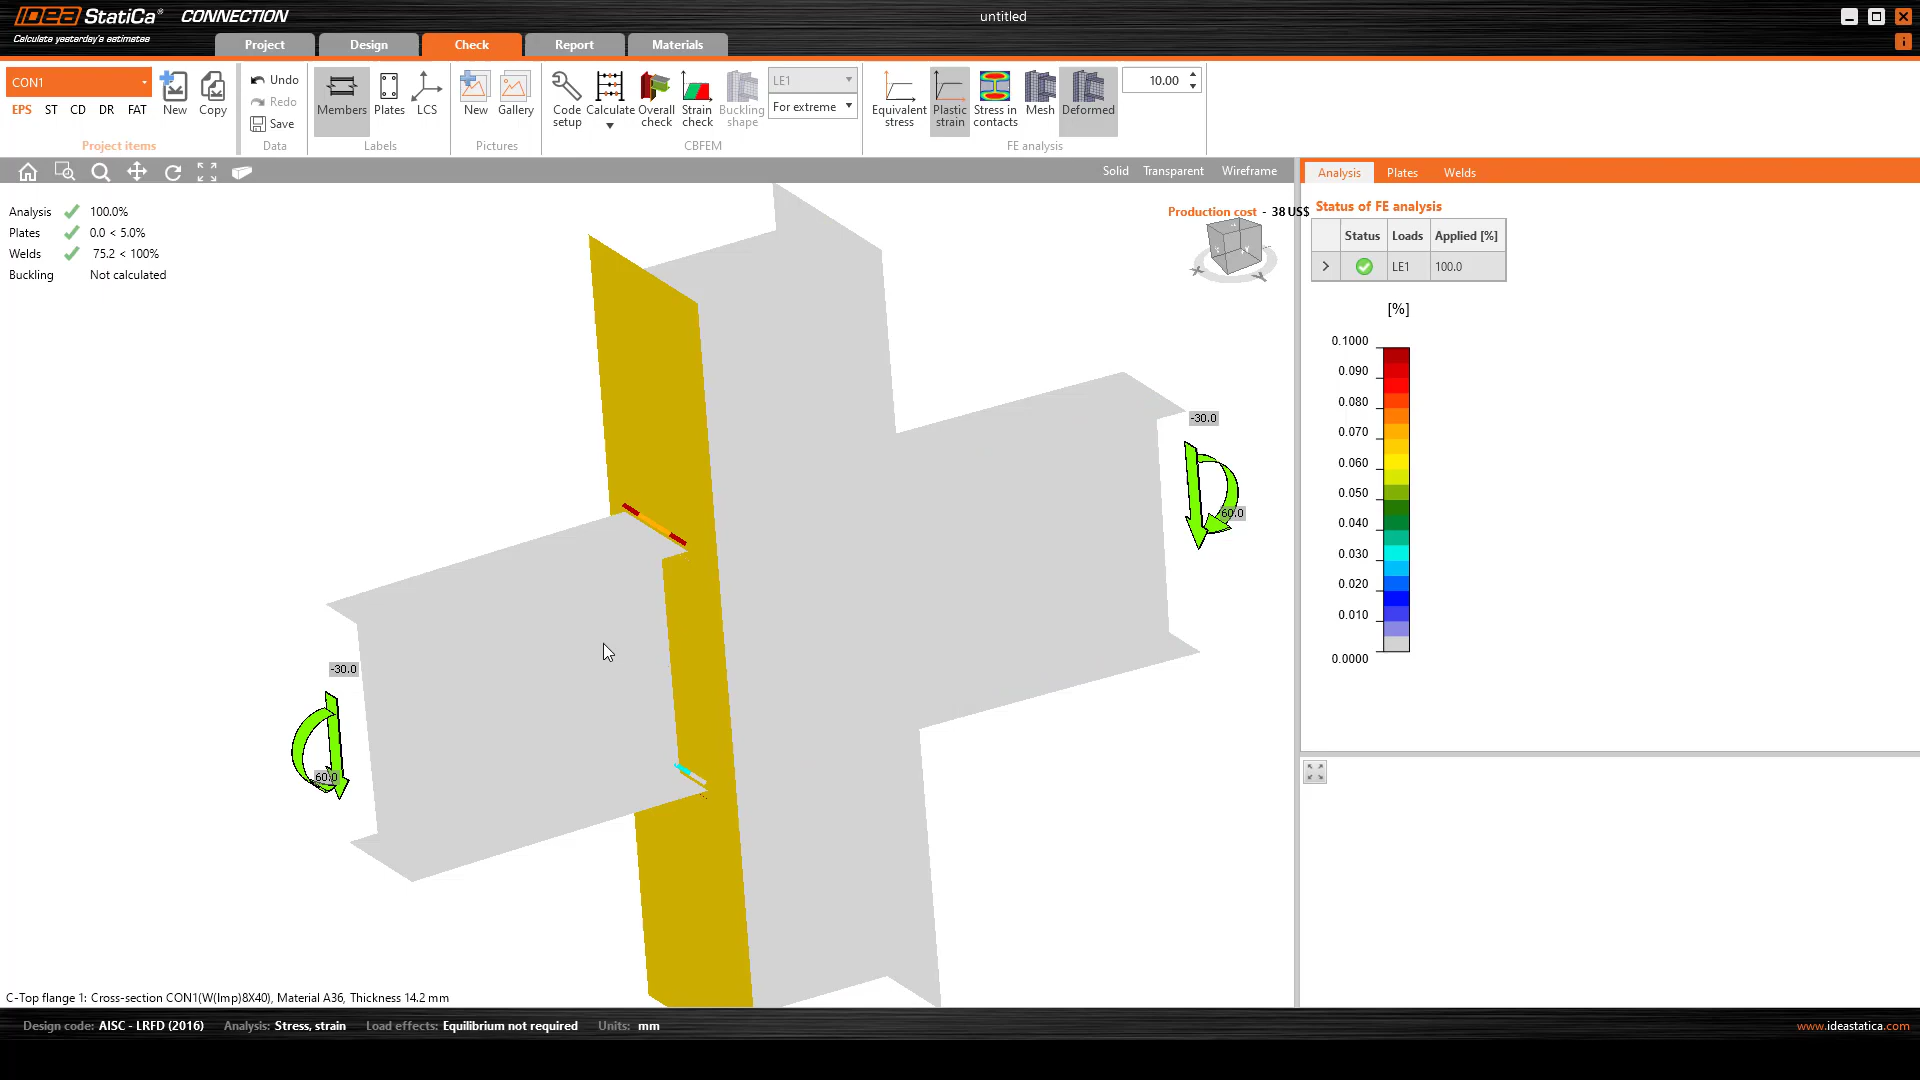 IDEA StatiCa® CONNECTION
Calculate yesterday's estimates
untitled
i
Project
Design
Check
Report
Materials
CON1
EPS ST CD DR FAT
New
Copy
Project items
Undo
Redo
Save
Data
Members
Plates
LCS
Labels
New
Gallery
Pictures
Code setup
Calculate
Overall check
Strain check
Buckling shape
LE1
For extreme
CBFEM
Equivalent stress
Plastic strain
Stress in contacts
Mesh
Deformed
10.00
FE analysis
Solid
Transparent
Wireframe
Analysis 100.0%
Plates 0.0 < 5.0%
Welds 75.2 < 100%
Buckling Not calculated
Production cost - 38 US$
-30.0
60.0
-30.0
60.0
C-Top flange 1: Cross-section CON1(W(Imp)8X40), Material A36, Thickness 14.2 mm
Analysis
Plates
Welds
Status of FE analysis
Status Loads Applied [%]
LE1 100.0
[%]
0.1000
0.090
0.080
0.070
0.060
0.050
0.040
0.030
0.020
0.010
0.0000
Design code: AISC - LRFD (2016) Analysis: Stress, strain Load effects: Equilibrium not required Units: mm
www.ideastatica.com